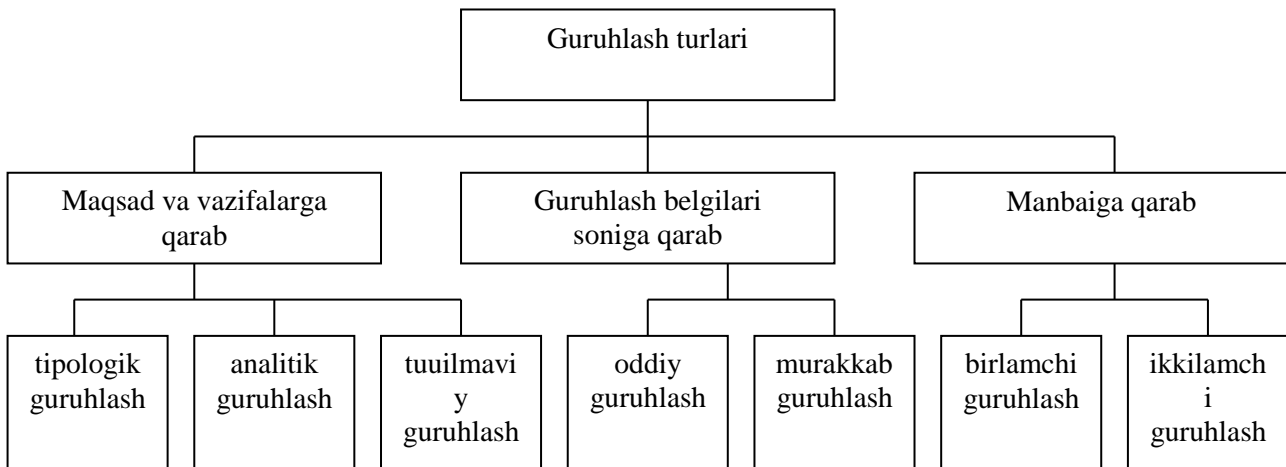 Guruhlash turlari
Maqsad va vazifalarga
qarab
Guruhlash belgilari
soniga qarab
Manbaiga qarab
tipologik
guruhlash
analitik
guruhlash
tuuilmavi
y
guruhlash
oddiy
guruhlash
murakkab
guruhlash
birlamchi
guruhlash
ikkilamch
i
guruhlash